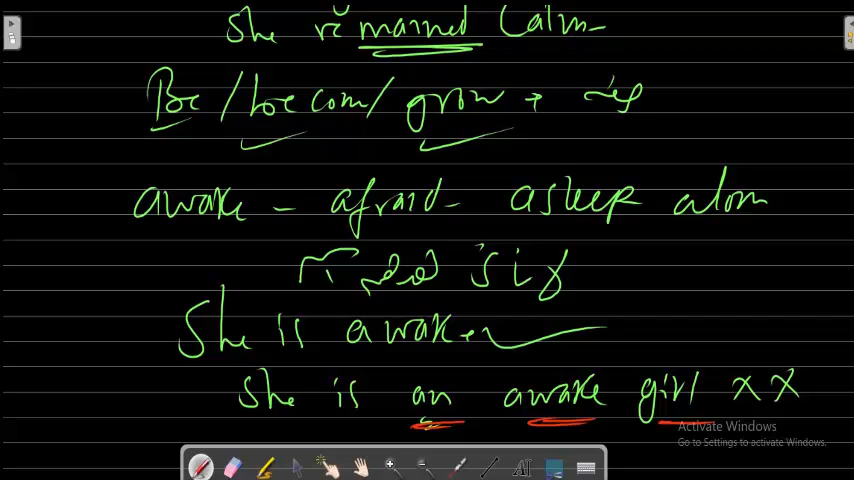 She remained Calm
Be / become / grow +
awake - afraid - asleep alone
She is awake.
She is an awake girl XX
Activate Windows
Go to Settings to activate Windows.